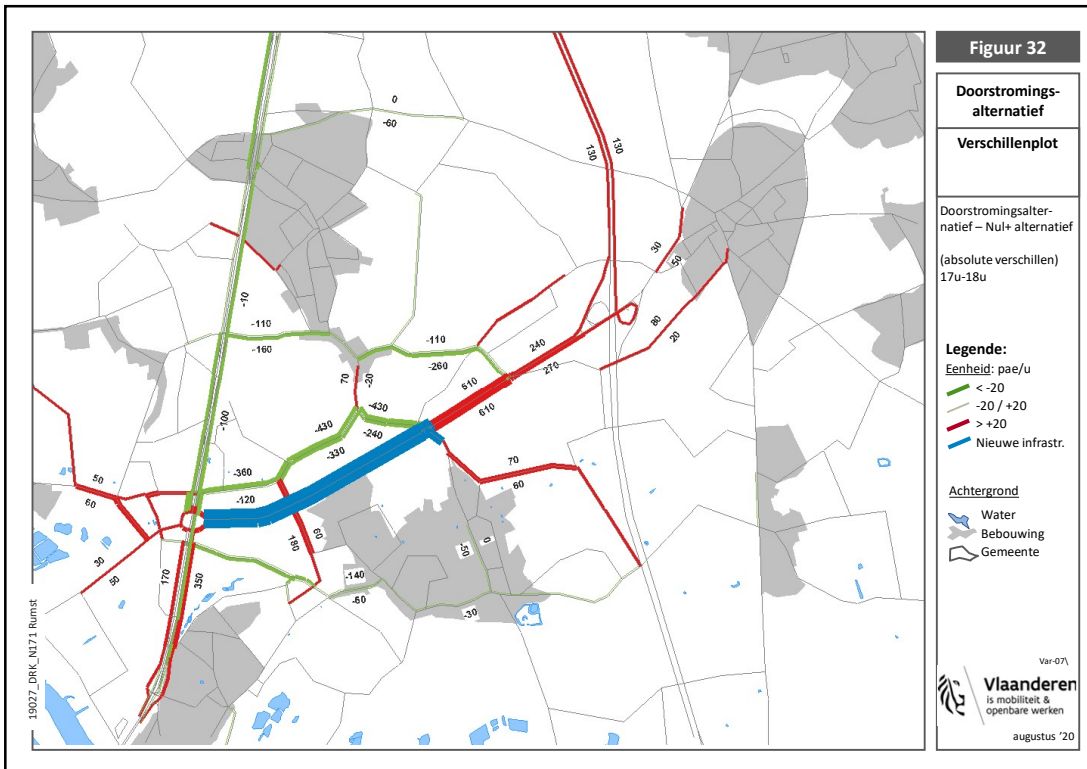 0
-60
130
130
30
-50
80
20
-10
-110
-160
-110
-260
240
270
70
-20
510
610
-430
-240
-430
-330
-100
-360
-120
50
60
60
180
70
60
-50
0
30
50
170
350
-140
-60
-30
19027_DRK_N171 Rumst
Figuur 32
Doorstromings-
alternatief
Verschillenplot
Doorstromingsalter-
natief – Nul+ alternatief
(absolute verschillen)
17u-18u
Legende:
Eenheid: pae/u
< -20
-20 / +20
> +20
Nieuwe infrastr.
Achtergrond
Water
Bebouwing
Gemeente
Var-07\
Vlaanderen
is mobiliteit &
openbare werken
augustus '20